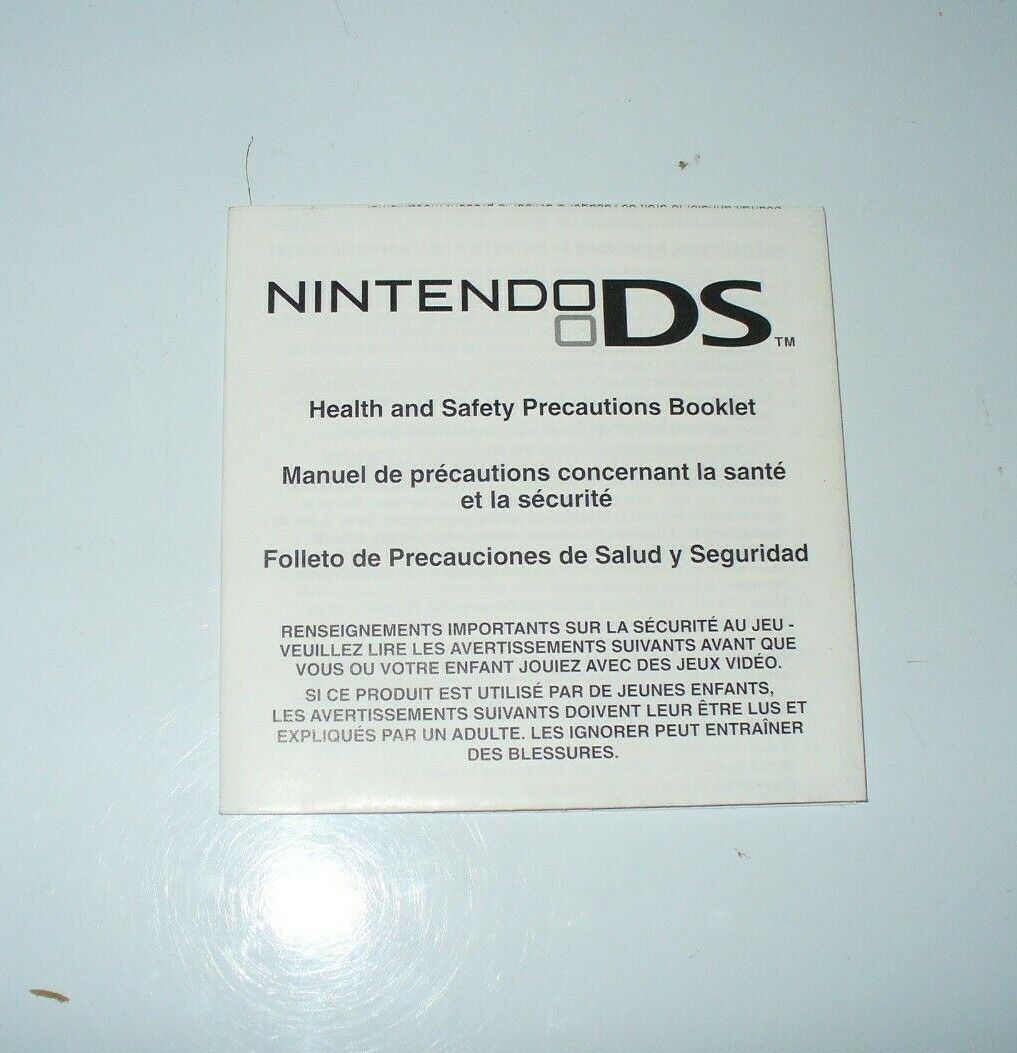 NINTENDO DS TM
Health and Safety Precautions Booklet
Manuel de précautions concernant la santé
et la sécurité
Folleto de Precauciones de Salud y Seguridad
RENSEIGNEMENTS IMPORTANTS SUR LA SÉCURITÉ AU JEU -
VEUILLEZ LIRE LES AVERTISSEMENTS SUIVANTS AVANT QUE
VOUS OU VOTRE ENFANT JOUIEZ AVEC DES JEUX VIDÉO.
SI CE PRODUIT EST UTILISÉ PAR DE JEUNES ENFANTS,
LES AVERTISSEMENTS SUIVANTS DOIVENT LEUR ÊTRE LUS ET
EXPLIQUÉS PAR UN ADULTE. LES IGNORER PEUT ENTRAÎNER
DES BLESSURES.